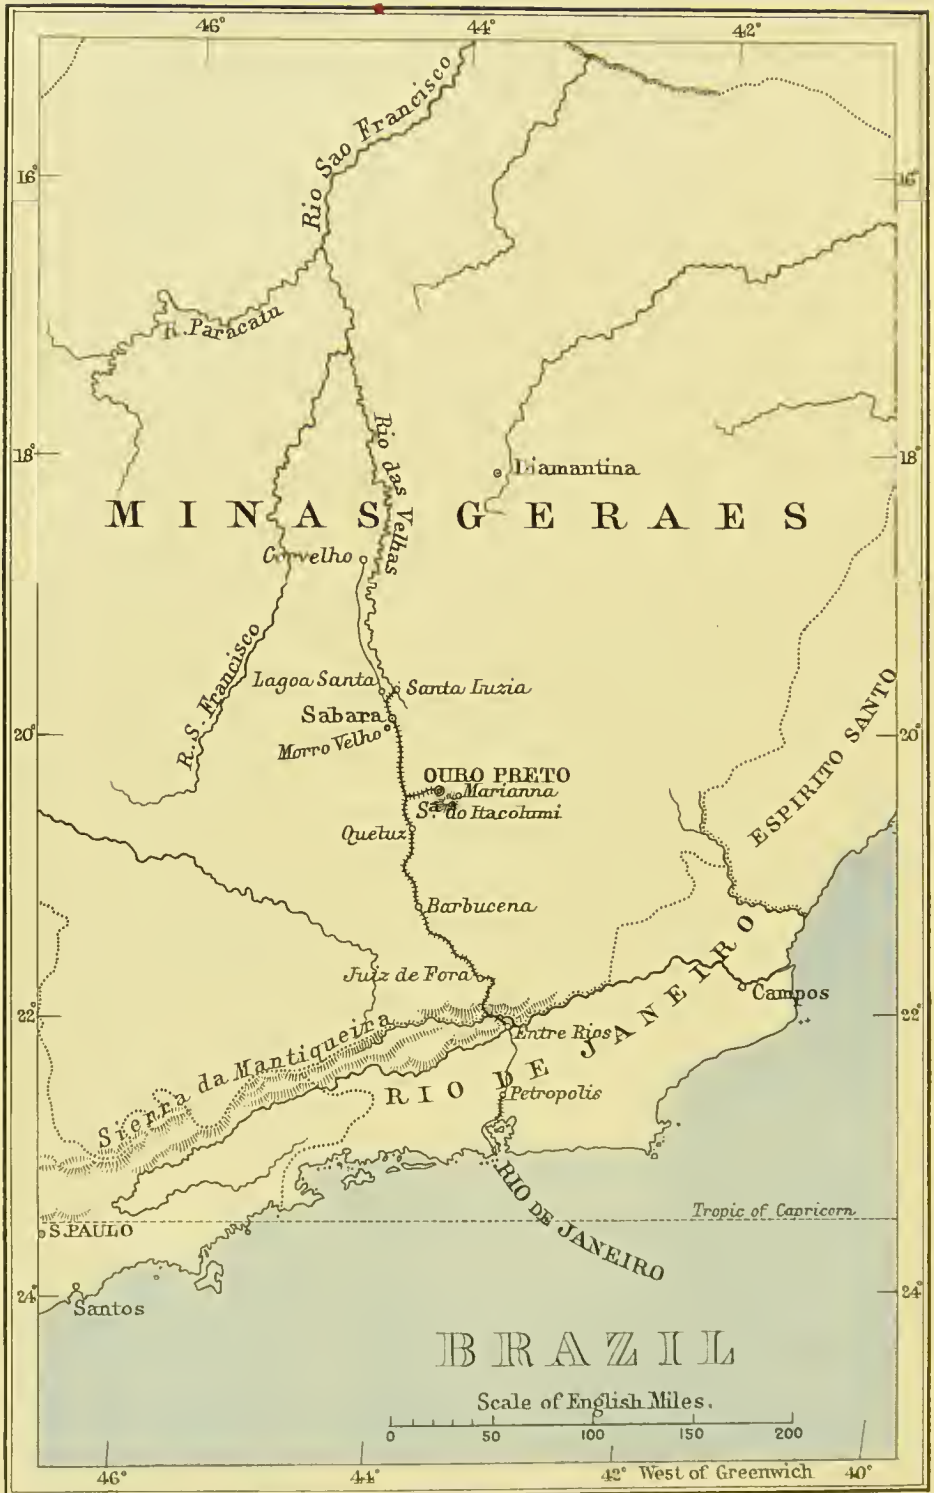 46° 44° 42°
Rio Sao Francisco
16° 16°
R. Paracatu
Rio das Velhas
18° 18°
Diamantina
MINAS GERAES
Corvelho
R. S. Francisco
Lagoa Santa
Santa Luzia
Sabara
Morro Velho
20° 20°
ESPIRITO SANTO
OURO PRETO
Marianna
Sa. do Itacolumi
Queluz
Barbucena
Juiz de Fora
Campos
22° 22°
Sierra da Mantiqueira
Entre Rios
RIO DE JANEIRO
Petropolis
RIO DE JANEIRO
Tropic of Capricorn
S. PAULO
24° 24°
Santos
BRAZIL
Scale of English Miles.
0 50 100 150 200
46° 44° 42° West of Greenwich 40°